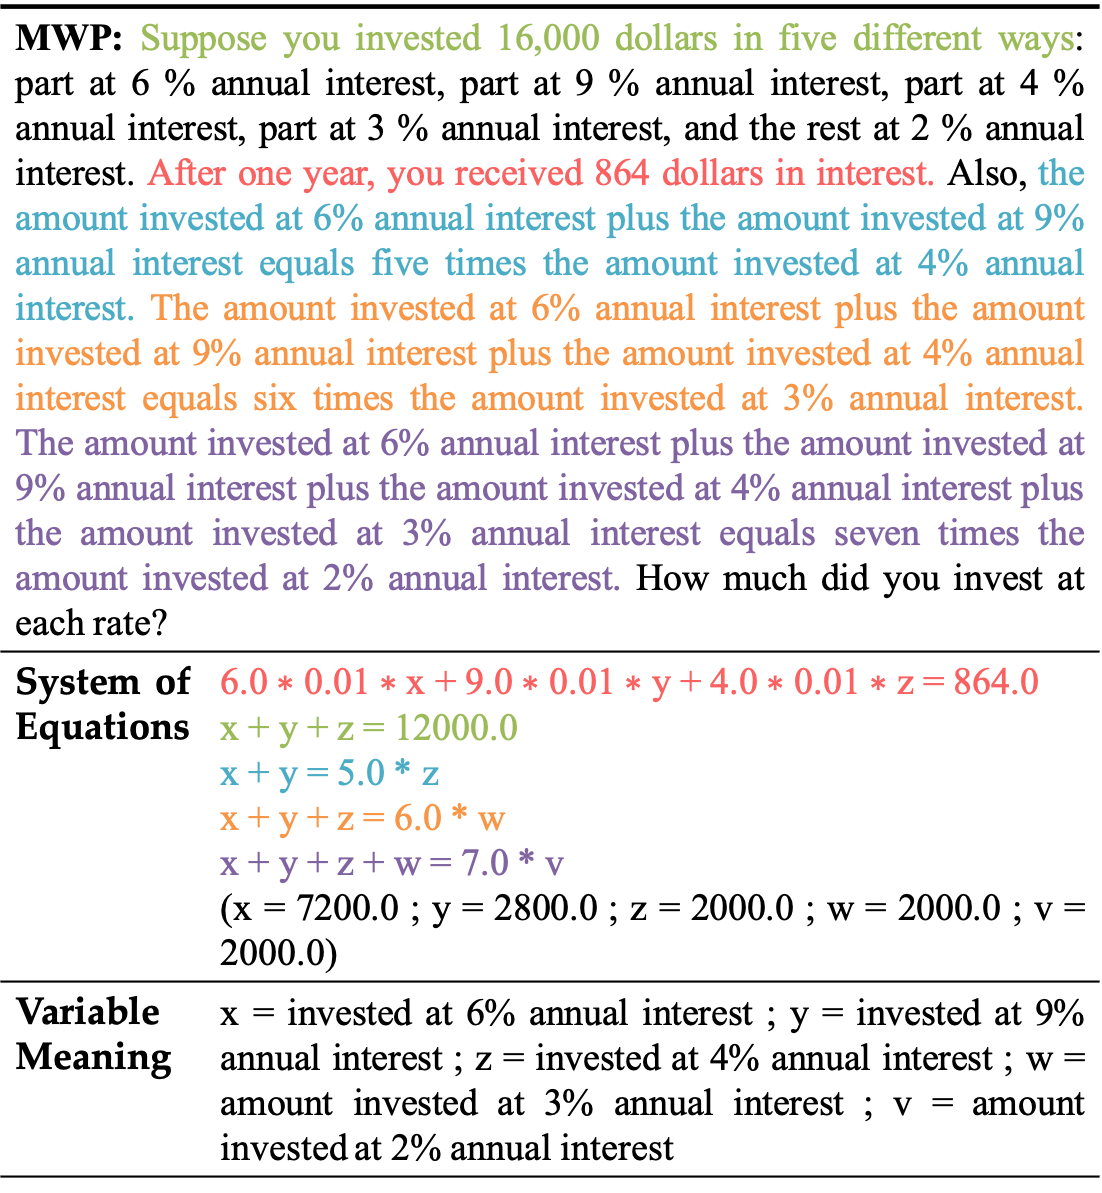 MWP: Suppose you invested 16,000 dollars in five different ways:
part at 6 % annual interest, part at 9 % annual interest, part at 4 %
annual interest, part at 3 % annual interest, and the rest at 2 % annual
interest. After one year, you received 864 dollars in interest. Also, the
amount invested at 6% annual interest plus the amount invested at 9%
annual interest equals five times the amount invested at 4% annual
interest. The amount invested at 6% annual interest plus the amount
invested at 9% annual interest plus the amount invested at 4% annual
interest equals six times the amount invested at 3% annual interest.
The amount invested at 6% annual interest plus the amount invested at
9% annual interest plus the amount invested at 4% annual interest plus
the amount invested at 3% annual interest equals seven times the
amount invested at 2% annual interest. How much did you invest at
each rate?
System of Equations
6.0 * 0.01 * x + 9.0 * 0.01 * y + 4.0 * 0.01 * z = 864.0
x + y + z = 12000.0
x + y = 5.0 * z
x + y + z = 6.0 * w
x + y + z + w = 7.0 * v
(x = 7200.0 ; y = 2800.0 ; z = 2000.0 ; w = 2000.0 ; v =
2000.0)
Variable Meaning
x = invested at 6% annual interest ; y = invested at 9%
annual interest ; z = invested at 4% annual interest ; w =
amount invested at 3% annual interest ; v = amount
invested at 2% annual interest